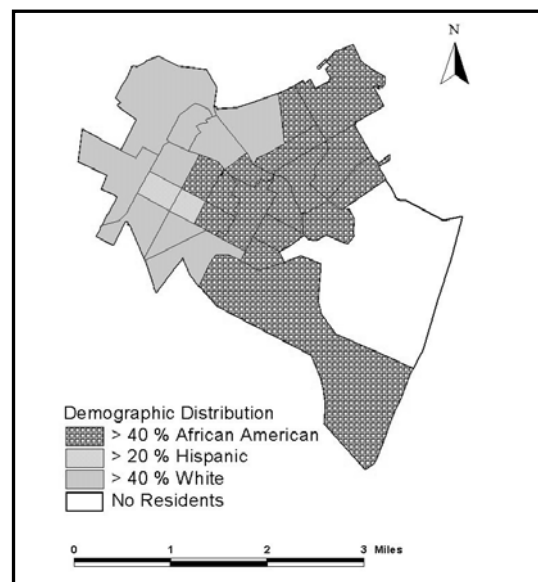 N
Demographic Distribution
> 40 % African American
> 20 % Hispanic
> 40 % White
No Residents
0 1 2 3 Miles